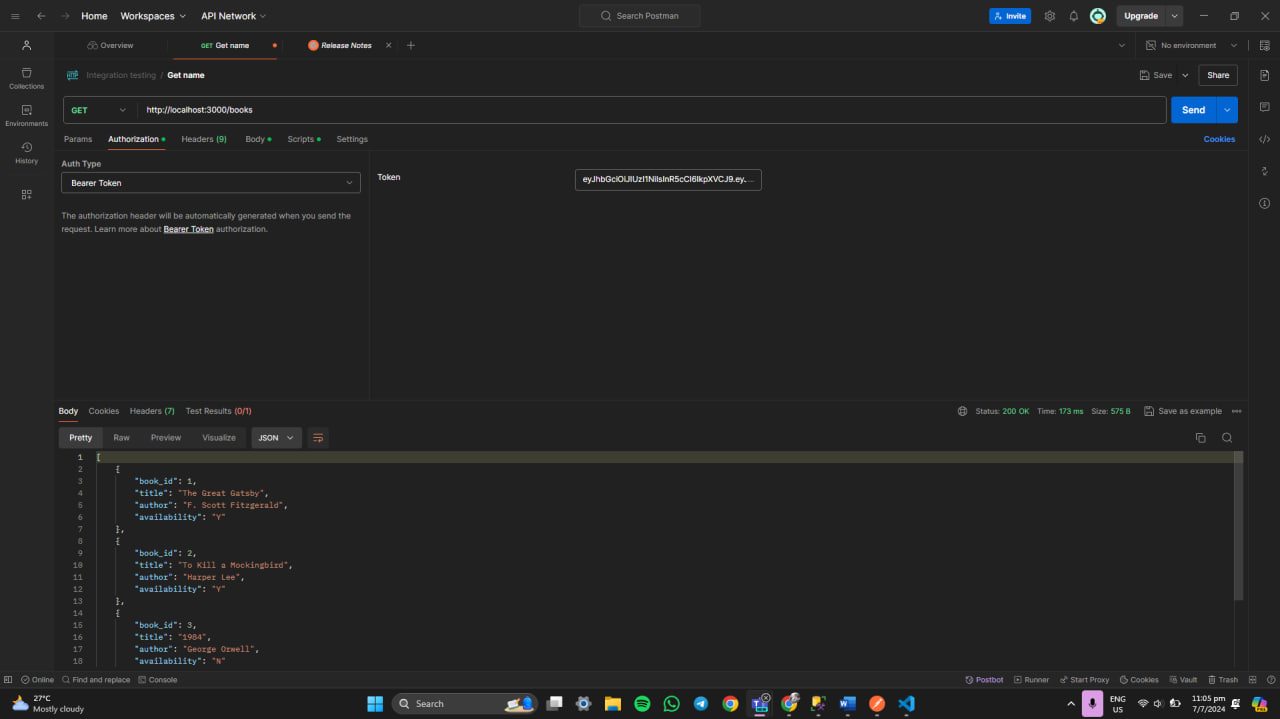 Home Workspaces API Network Search Postman Invite Upgrade
Overview GET Get name Release Notes No environment
Integration testing / Get name Save Share
Collections
GET http://localhost:3000/books Send
Environments
Params Authorization Headers (9) Body Scripts Settings Cookies
History
Auth Type
Bearer Token
Token
The authorization header will be automatically generated when you send the
request. Learn more about Bearer Token authorization.
Body Cookies Headers (7) Test Results (0/1) Status: 200 OK Time: 173 ms Size: 575 B Save as example
Pretty Raw Preview Visualize JSON
1 [
2 {
3 "book_id": 1,
4 "title": "The Great Gatsby",
5 "author": "F. Scott Fitzgerald",
6 "availability": "Y"
7 },
8 {
9 "book_id": 2,
10 "title": "To Kill a Mockingbird",
11 "author": "Harper Lee",
12 "availability": "Y"
13 },
14 {
15 "book_id": 3,
16 "title": "1984",
17 "author": "George Orwell",
18 "availability": "N"
Online Find and replace Console Postbot Runner Start Proxy Cookies Vault Trash
27°C
Mostly cloudy
Search
ENG
US
11:05 pm
7/7/2024